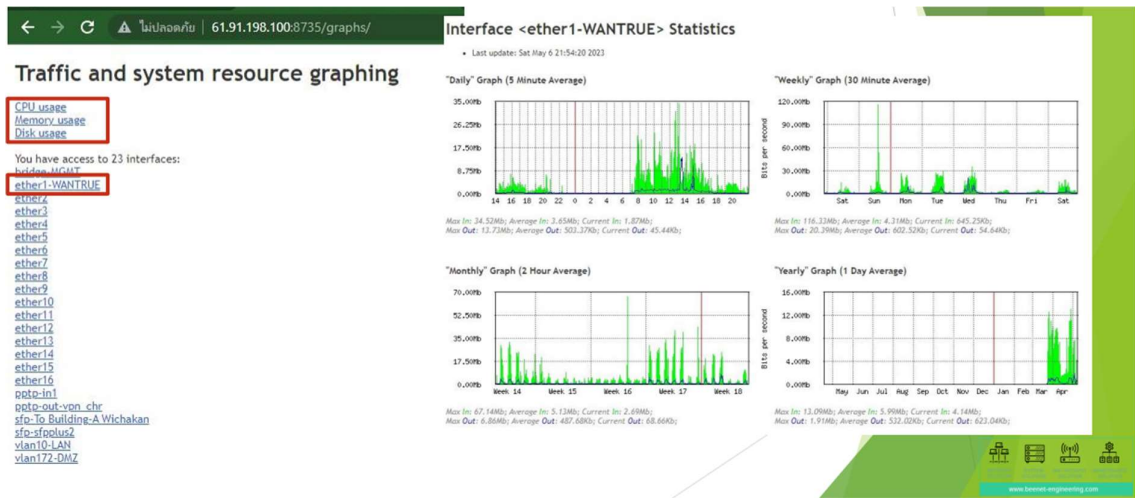 ไม่ปลอดภัย 61.91.198.100:8735/graphs/
Traffic and system resource graphing
CPU usage
Memory usage
Disk usage
You have access to 23 interfaces:
bridge-MGMT
ether1-WANTRUE
ether2
ether3
ether4
ether5
ether6
ether7
ether8
ether9
ether10
ether11
ether12
ether13
ether14
ether15
ether16
pptp-in1
pptp-out-vpn_chr
sfp-To Building-A Wichakan
sfp-sfpplus2
vlan10-LAN
vlan172-DMZ
Interface <ether1-WANTRUE> Statistics
• Last update: Sat May 6 21:54:20 2023
"Daily" Graph (5 Minute Average)
35.00Mb
26.25Mb
17.50Mb
8.75Mb
0.00Mb
14 16 18 20 22 0 2 4 6 8 10 12 14 16 18 20
Bits per second
Max In: 34.52Mb; Average In: 3.65Mb; Current In: 1.87Mb;
Max Out: 13.73Mb; Average Out: 503.37Kb; Current Out: 45.44Kb;
"Weekly" Graph (30 Minute Average)
120.00Mb
90.00Mb
60.00Mb
30.00Mb
0.00Mb
Sat Sun Mon Tue Wed Thu Fri Sat
Max In: 116.33Mb; Average In: 4.31Mb; Current In: 645.25Kb;
Max Out: 20.39Mb; Average Out: 602.52Kb; Current Out: 54.64Kb;
"Monthly" Graph (2 Hour Average)
70.00Mb
52.50Mb
35.00Mb
17.50Mb
0.00Mb
Week 14 Week 15 Week 16 Week 17 Week 18
Bits per second
Max In: 67.14Mb; Average In: 5.13Mb; Current In: 2.69Mb;
Max Out: 6.86Mb; Average Out: 487.68Kb; Current Out: 68.66Kb;
"Yearly" Graph (1 Day Average)
16.00Mb
12.00Mb
8.00Mb
4.00Mb
0.00Mb
May Jun Jul Aug Sep Oct Nov Dec Jan Feb Mar Apr
Max In: 13.09Mb; Average In: 5.99Mb; Current In: 4.14Mb;
Max Out: 1.91Mb; Average Out: 532.02Kb; Current Out: 623.04Kb;
www.beenet-engineering.com